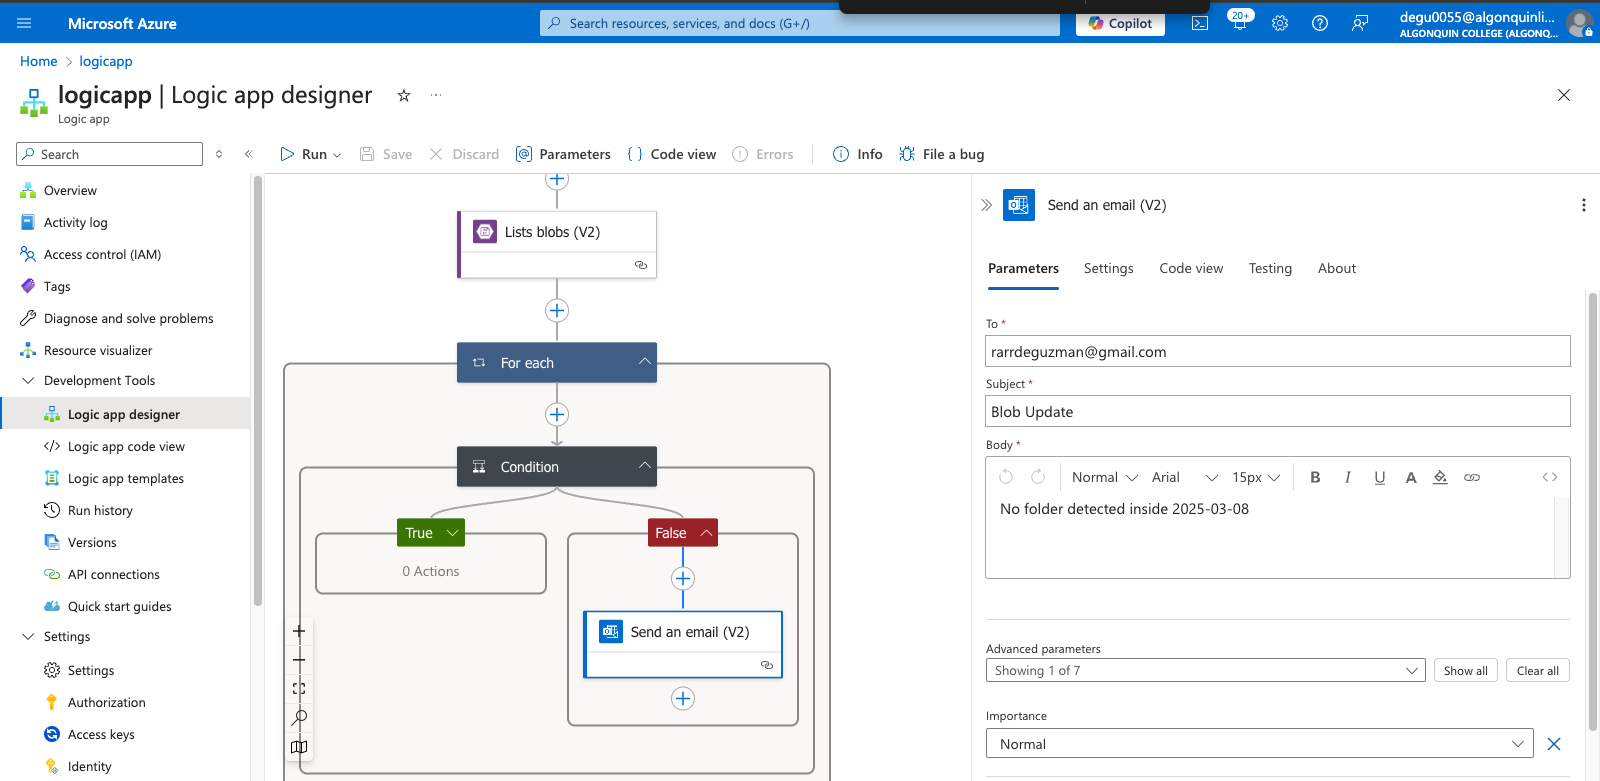 Microsoft Azure
Search resources, services, and docs (G+/)
Copilot
20+
degu0055@algonquinli...
ALGONQUIN COLLEGE (ALGONQ...
Home > logicapp
logicapp | Logic app designer
Logic app
Search
Run
Save
Discard
Parameters
Code view
Errors
Info
File a bug
Overview
Activity log
Access control (IAM)
Tags
Diagnose and solve problems
Resource visualizer
Development Tools
Logic app designer
Logic app code view
Logic app templates
Run history
Versions
API connections
Quick start guides
Settings
Settings
Authorization
Access keys
Identity
Lists blobs (V2)
For each
Condition
True
0 Actions
False
Send an email (V2)
Send an email (V2)
Parameters
Settings
Code view
Testing
About
To *
rarrdeguzman@gmail.com
Subject *
Blob Update
Body *
Normal
Arial
15px
B
I
U
A
No folder detected inside 2025-03-08
Advanced parameters
Showing 1 of 7
Show all
Clear all
Importance
Normal